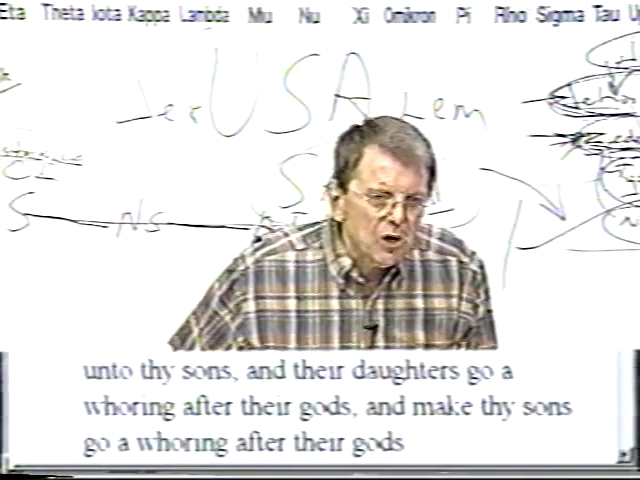 Eta Theta Iota Kappa Lambda Mu Nu Xi Omikron Pi Rho Sigma Tau
JerUSAlem
S NS
unto thy sons, and their daughters go a
whoring after their gods, and make thy sons
go a whoring after their gods